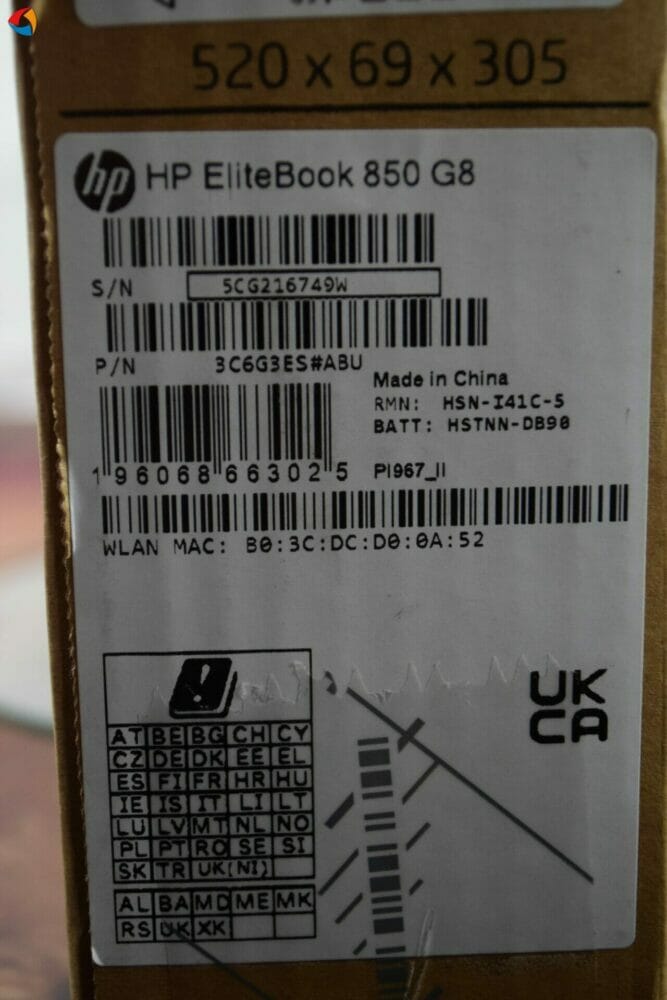 520 x 69 x 305
hp HP EliteBook 850 G8
S/N 5CG216749W
P/N 3C6G3ES#ABU
Made in China
RMN: HSN-I41C-5
BATT: HSTNN-DB90
1 96068 66302 5 PI967_II
WLAN MAC: B0:3C:DC:D0:0A:52
!
UK
CA
AT BE BG CH CY
CZ DE DK EE EL
ES FI FR HR HU
IE IS IT LI LT
LU LV MT NL NO
PL PT RO SE SI
SK TR UK(NI)
AL BA MD ME MK
RS UK XK